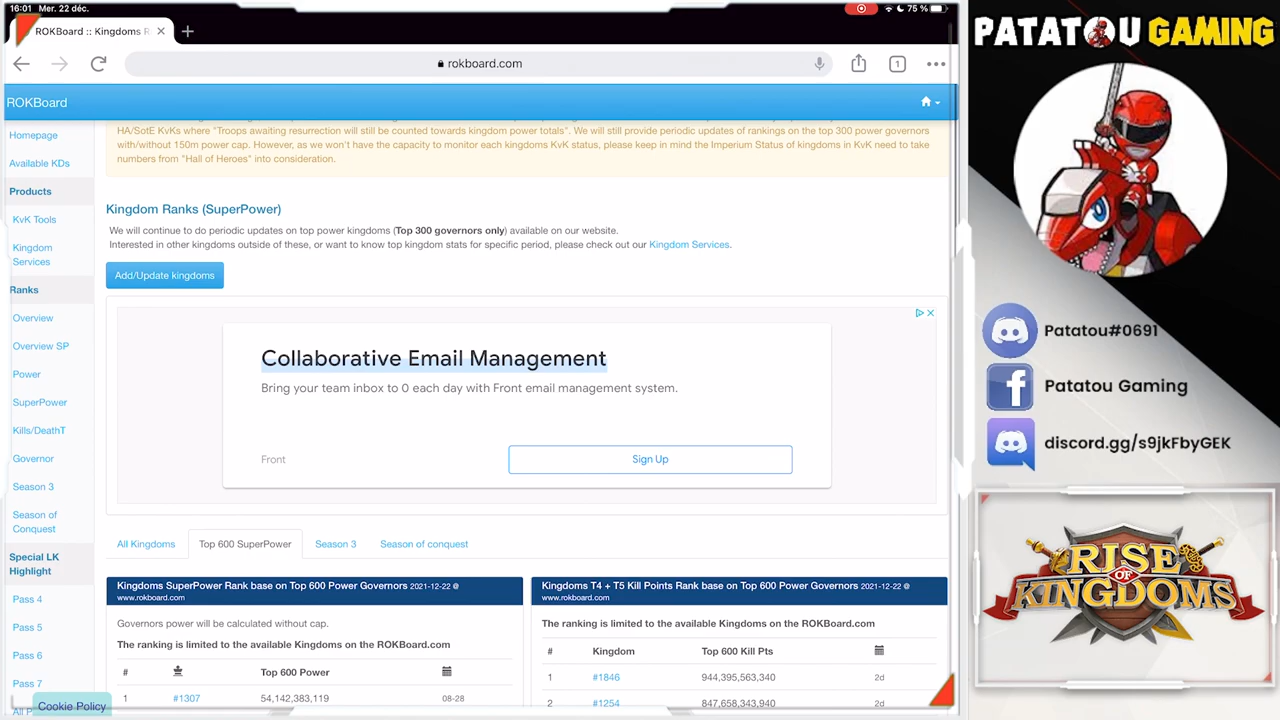 16:01 Mer. 22 déc.
75 %
ROKBoard :: Kingdoms R
rokboard.com
1
ROKBoard
HA/SotE KvKs where "Troops awaiting resurrection will still be counted towards kingdom power totals". We will still provide periodic updates of rankings on the top 300 power governors
with/without 150m power cap. However, as we won't have the capacity to monitor each kingdoms KvK status, please keep in mind the Imperium Status of kingdoms in KvK need to take
numbers from "Hall of Heroes" into consideration.
Homepage
Available KDs
Products
KvK Tools
Kingdom
Services
Ranks
Overview
Overview SP
Power
SuperPower
Kills/DeathT
Governor
Season 3
Season of
Conquest
Special LK
Highlight
Pass 4
Pass 5
Pass 6
Pass 7
All P
Cookie Policy
Kingdom Ranks (SuperPower)
We will continue to do periodic updates on top power kingdoms (Top 300 governors only) available on our website.
Interested in other kingdoms outside of these, or want to know top kingdom stats for specific period, please check out our Kingdom Services.
Add/Update kingdoms
Collaborative Email Management
Bring your team inbox to 0 each day with Front email management system.
Front
Sign Up
All Kingdoms
Top 600 SuperPower
Season 3
Season of conquest
Kingdoms SuperPower Rank base on Top 600 Power Governors 2021-12-22 @
www.rokboard.com
Governors power will be calculated without cap.
The ranking is limited to the available Kingdoms on the ROKBoard.com
# Top 600 Power
1 #1307 54,142,383,119 08-28
Kingdoms T4 + T5 Kill Points Rank base on Top 600 Power Governors 2021-12-22 @
www.rokboard.com
The ranking is limited to the available Kingdoms on the ROKBoard.com
# Kingdom Top 600 Kill Pts
1 #1846 944,395,563,340 2d
2 #1254 847,658,343,940 2d
PATATOU GAMING
Patatou#0691
Patatou Gaming
discord.gg/s9jkFbyGEK
RISE
OF
KINGDOMS